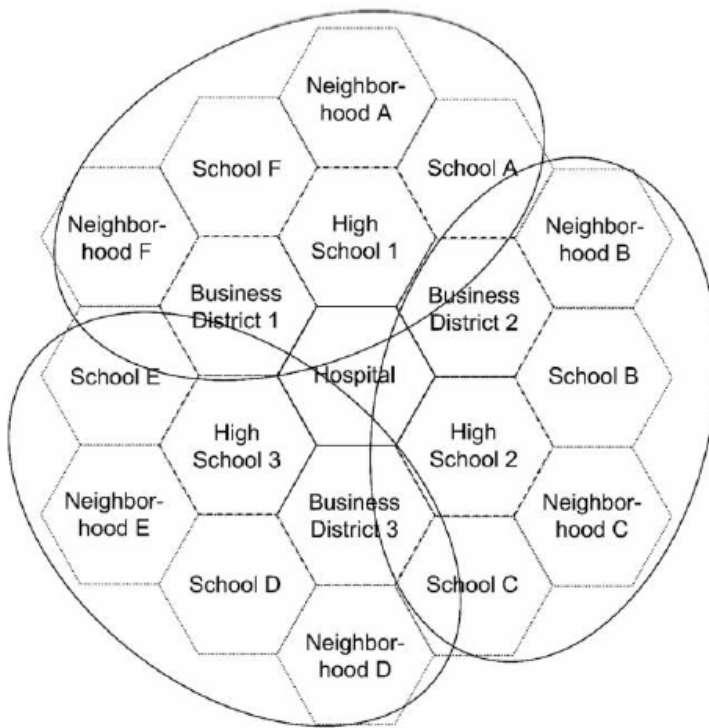 Neighbor-
hood A
School F
School A
Neighbor-
hood F
High
School 1
Neighbor-
hood B
Business
District 1
Business
District 2
School E
Hospital
School B
High
School 3
High
School 2
Neighbor-
hood E
Business
District 3
Neighbor-
hood C
School D
School C
Neighbor-
hood D